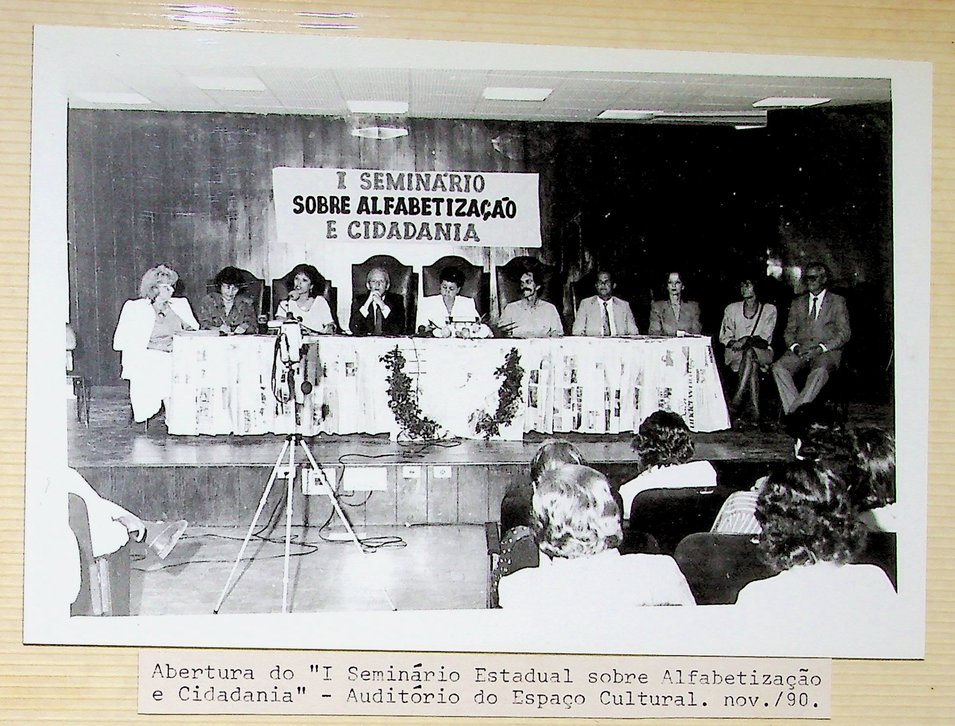 I SEMINÁRIO
SOBRE ALFABETIZAÇÃO
E CIDADANIA
Abertura do "I Seminário Estadual sobre Alfabetização
e Cidadania" - Auditório do Espaço Cultural. nov./90.